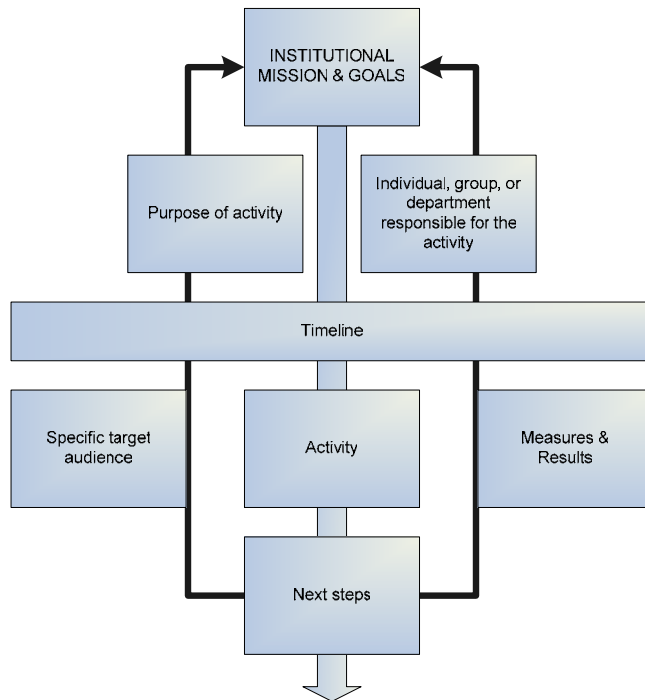 INSTITUTIONAL
MISSION & GOALS
Purpose of activity
Individual, group, or
department
responsible for the
activity
Timeline
Specific target
audience
Activity
Measures &
Results
Next steps